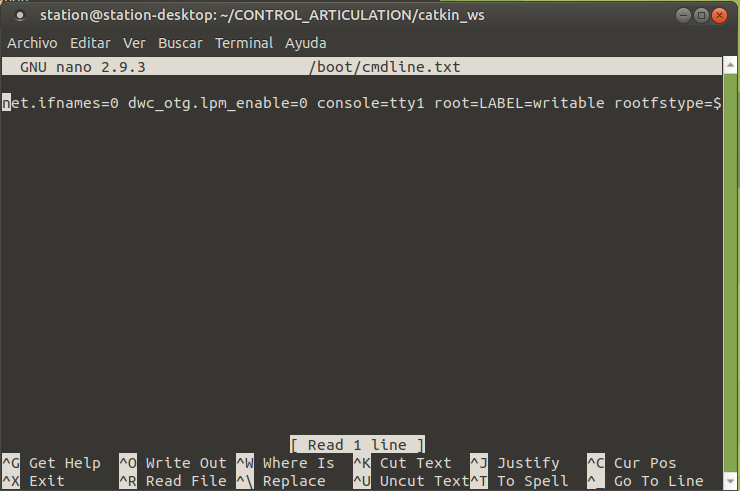 station@station-desktop: ~/CONTROL_ARTICULATION/catkin_ws
Archivo Editar Ver Buscar Terminal Ayuda
GNU nano 2.9.3 /boot/cmdline.txt
net.ifnames=0 dwc_otg.lpm_enable=0 console=tty1 root=LABEL=writable rootfstype=$
[ Read 1 line ]
^G Get Help ^O Write Out ^W Where Is ^K Cut Text ^J Justify ^C Cur Pos
^X Exit ^R Read File ^\ Replace ^U Uncut Text ^T To Spell ^_ Go To Line